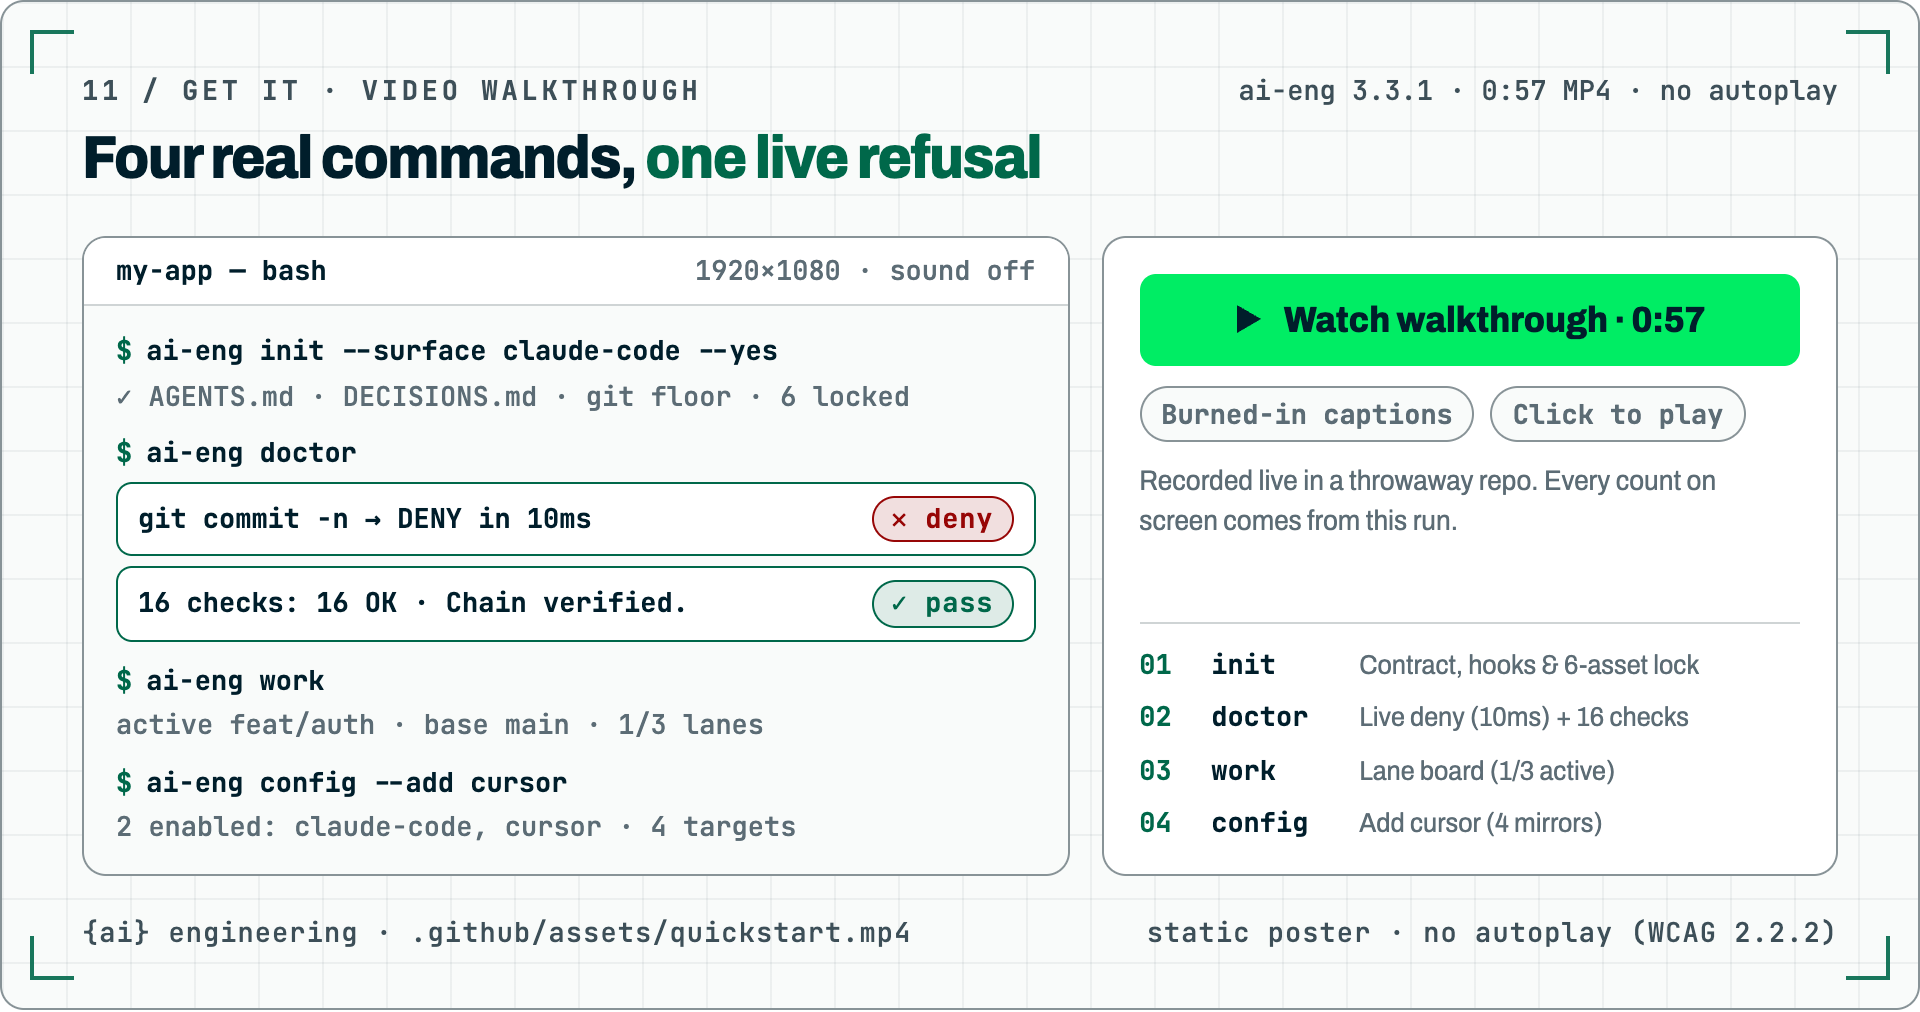 11 / GET IT · VIDEO WALKTHROUGH
ai-eng 3.3.1 · 0:57 MP4 · no autoplay
Four real commands, one live refusal
my-app — bash
1920×1080 · sound off
$ ai-eng init --surface claude-code --yes
✓ AGENTS.md · DECISIONS.md · git floor · 6 locked
$ ai-eng doctor
git commit -n → DENY in 10ms
× deny
16 checks: 16 OK · Chain verified.
✓ pass
$ ai-eng work
active feat/auth · base main · 1/3 lanes
$ ai-eng config --add cursor
2 enabled: claude-code, cursor · 4 targets
▶ Watch walkthrough · 0:57
Burned-in captions
Click to play
Recorded live in a throwaway repo. Every count on
screen comes from this run.
01 init Contract, hooks & 6-asset lock
02 doctor Live deny (10ms) + 16 checks
03 work Lane board (1/3 active)
04 config Add cursor (4 mirrors)
{ai} engineering · .github/assets/quickstart.mp4
static poster · no autoplay (WCAG 2.2.2)